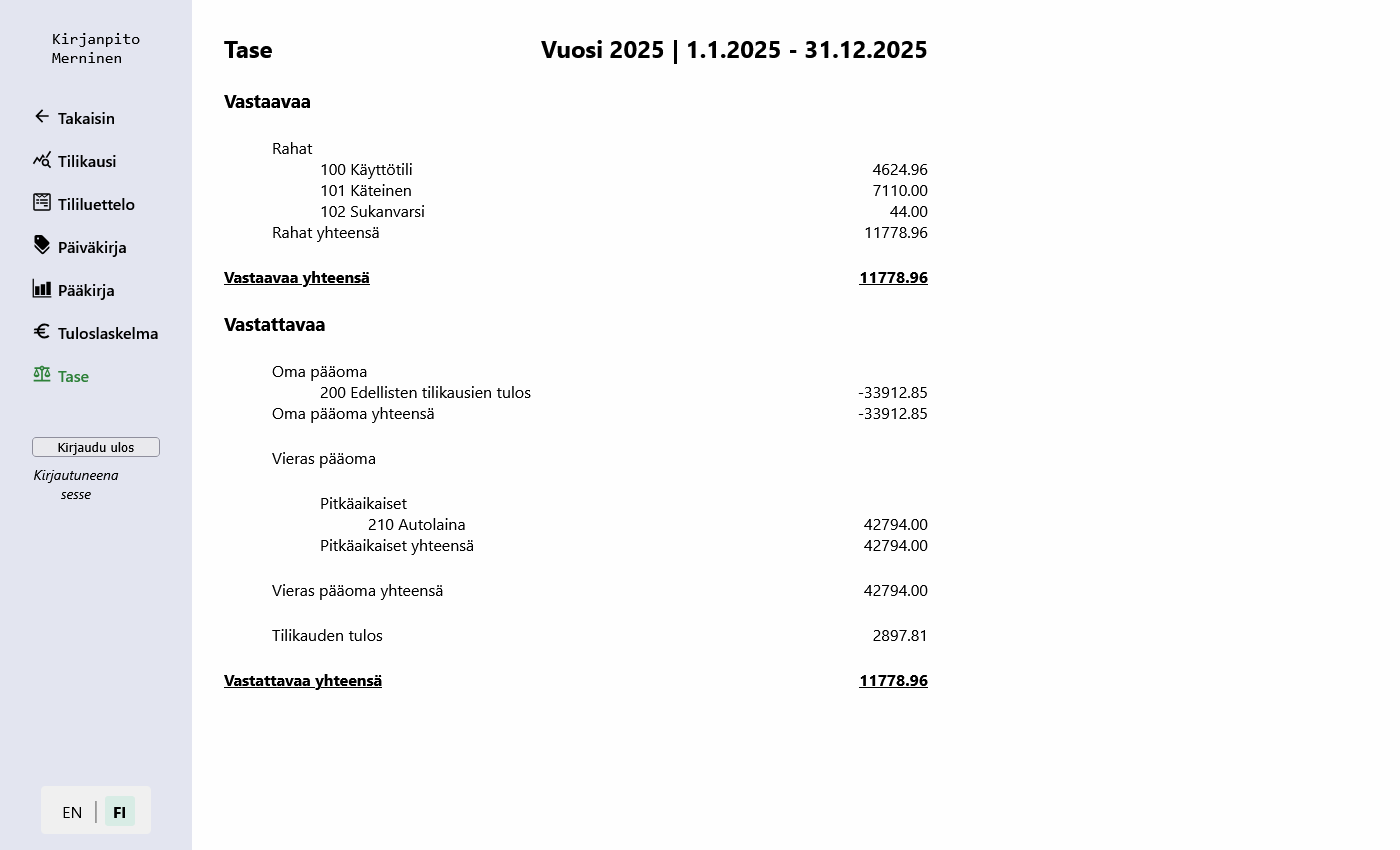 Kirjanpito
Merninen
Takaisin
Tilikausi
Tililuettelo
Päiväkirja
Pääkirja
Tuloslaskelma
Tase
Kirjaudu ulos
Kirjautuneena
sesse
EN | FI
Tase Vuosi 2025 | 1.1.2025 - 31.12.2025
Vastaavaa
Rahat
100 Käyttötili 4624.96
101 Käteinen 7110.00
102 Sukanvarsi 44.00
Rahat yhteensä 11778.96
Vastaavaa yhteensä 11778.96
Vastattavaa
Oma pääoma
200 Edellisten tilikausien tulos -33912.85
Oma pääoma yhteensä -33912.85
Vieras pääoma
Pitkäaikaiset
210 Autolaina 42794.00
Pitkäaikaiset yhteensä 42794.00
Vieras pääoma yhteensä 42794.00
Tilikauden tulos 2897.81
Vastattavaa yhteensä 11778.96